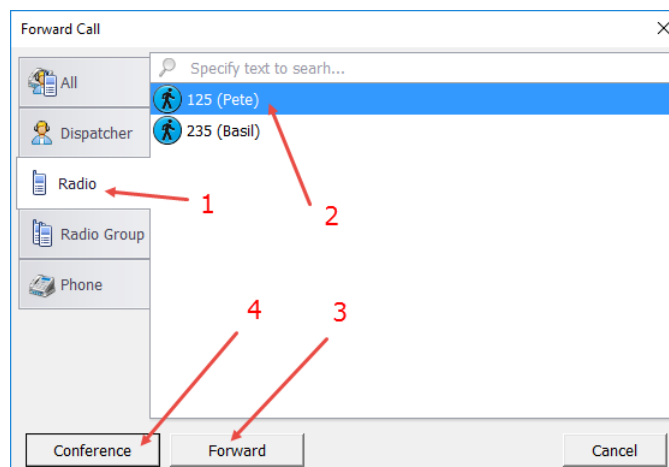 Forward Call
All
Specify text to searh...
125 (Pete)
Dispatcher
235 (Basil)
Radio
1
2
Radio Group
Phone
4
3
Conference
Forward
Cancel